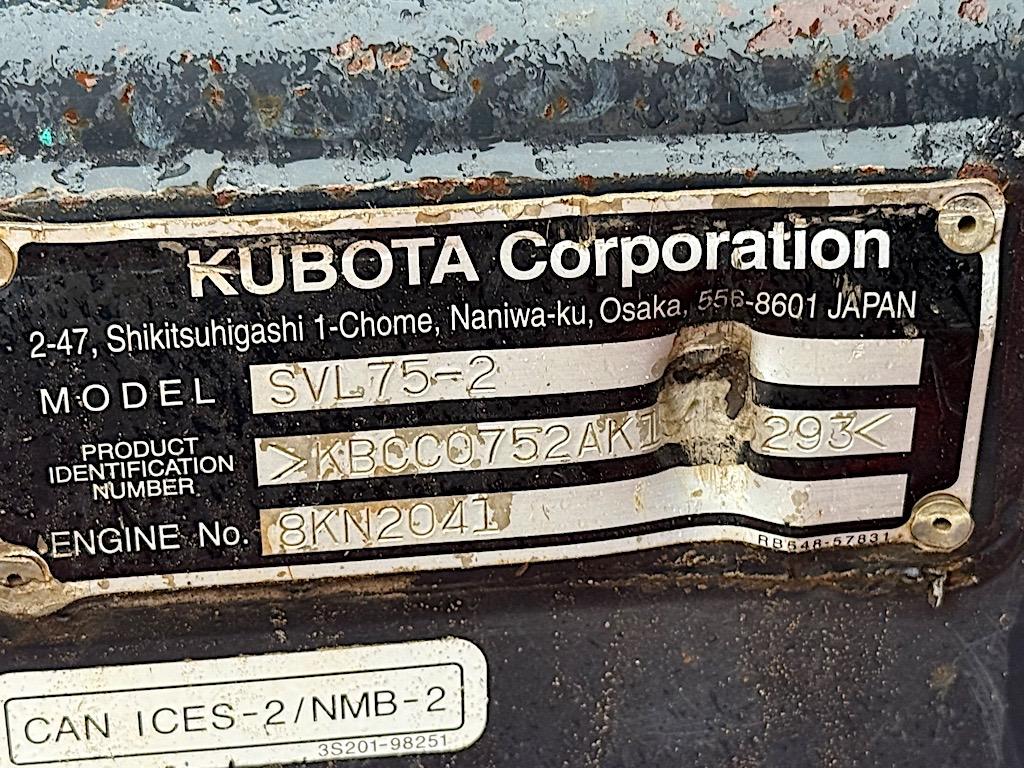 KUBOTA Corporation
2-47, Shikitsuhigashi 1-Chome, Naniwa-ku, Osaka, 556-8601 JAPAN
MODEL SVL75-2
PRODUCT
IDENTIFICATION
NUMBER
293<
ENGINE No. 8KN2041
RB548-57831
CAN ICES-2/NMB-2
3S201-98251